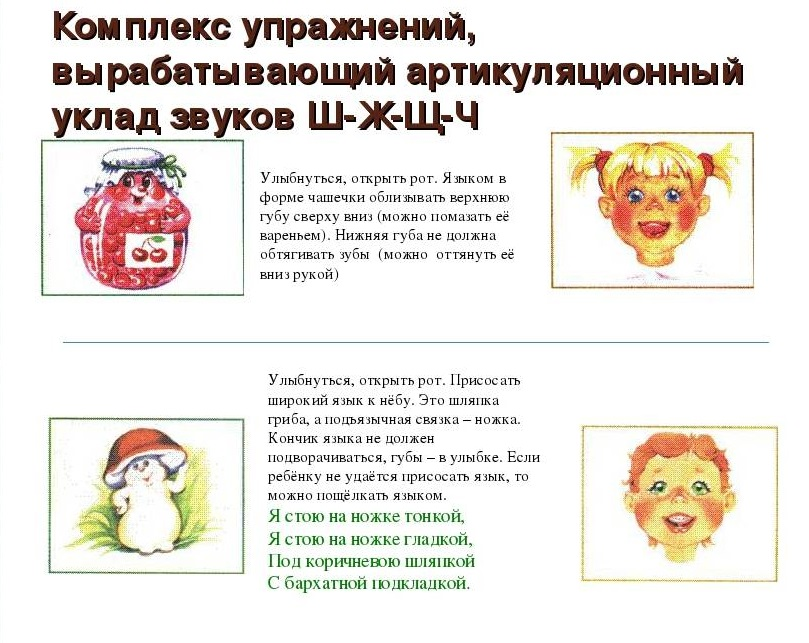 Комплекс упражнений,
вырабатывающий артикуляционный
уклад звуков Ш-Ж-Щ-Ч
Улыбнуться, открыть рот. Языком в
форме чашечки облизывать верхнюю
губу сверху вниз (можно помазать её
вареньем). Нижняя губа не должна
обтягивать зубы (можно оттянуть её
вниз рукой)
Улыбнуться, открыть рот. Присосать
широкий язык к нёбу. Это шляпка
гриба, а подъязычная связка – ножка.
Кончик языка не должен
подворачиваться, губы – в улыбке. Если
ребёнку не удаётся присосать язык, то
можно пощёлкать языком.
Я стою на ножке тонкой,
Я стою на ножке гладкой,
Под коричневою шляпкой
С бархатной подкладкой.